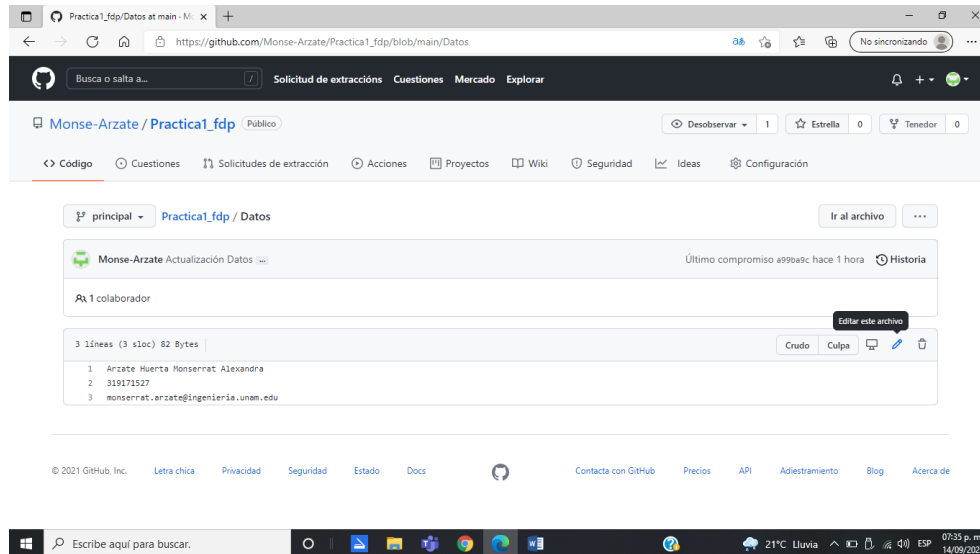 Practica1_fdp/Datos at main · Mo
https://github.com/Monse-Arzate/Practica1_fdp/blob/main/Datos
No sincronizando
Busca o salta a...
/
Solicitud de extraccións Cuestiones Mercado Explorar
Monse-Arzate / Practica1_fdp Público
Desobservar 1
Estrella 0
Tenedor 0
<> Código Cuestiones Solicitudes de extracción Acciones Proyectos Wiki Seguridad Ideas Configuración
principal
Practica1_fdp / Datos
Ir al archivo
...
Monse-Arzate Actualización Datos ...
Último compromiso a99ba9c hace 1 hora Historia
1 colaborador
Editar este archivo
3 líneas (3 sloc) 82 Bytes
Crudo Culpa
1 Arzate Huerta Monserrat Alexandra
2 319171527
3 monserrat.arzate@ingenieria.unam.edu
© 2021 GitHub, Inc. Letra chica Privacidad Seguridad Estado Docs Contacta con GitHub Precios API Adiestramiento Blog Acerca de
Escribe aquí para buscar.
21°C Lluvia
ESP
07:35 p.
14/09/202